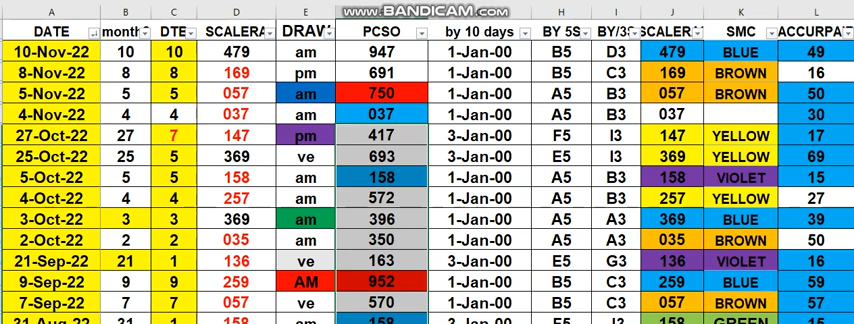 WWW.BANDICAM.COM
A B C D E F G H I J K L
DATE month DTE SCALERA DRAW PCSO by 10 days BY 5S BY/3S SCALERA SMC ACCURPAI
10-Nov-22 10 10 479 am 947 1-Jan-00 B5 D3 479 BLUE 49
8-Nov-22 8 8 169 pm 691 1-Jan-00 B5 C3 169 BROWN 16
5-Nov-22 5 5 057 am 750 1-Jan-00 A5 B3 057 BROWN 50
4-Nov-22 4 4 037 am 037 1-Jan-00 A5 B3 037 30
27-Oct-22 27 7 147 pm 417 3-Jan-00 F5 I3 147 YELLOW 17
25-Oct-22 25 5 369 ve 693 3-Jan-00 E5 I3 369 YELLOW 69
5-Oct-22 5 5 158 am 158 1-Jan-00 A5 B3 158 VIOLET 15
4-Oct-22 4 4 257 am 572 1-Jan-00 A5 B3 257 YELLOW 27
3-Oct-22 3 3 369 am 396 1-Jan-00 A5 A3 369 BLUE 39
2-Oct-22 2 2 035 am 350 1-Jan-00 A5 A3 035 BROWN 50
21-Sep-22 21 1 136 ve 163 3-Jan-00 E5 G3 136 VIOLET 16
9-Sep-22 9 9 259 AM 952 1-Jan-00 B5 C3 259 BLUE 59
7-Sep-22 7 7 057 ve 570 1-Jan-00 B5 C3 057 BROWN 57
31-Aug-22 31 1 158 am 158 3-Jan-00 F5 I3 158 GREEN 15